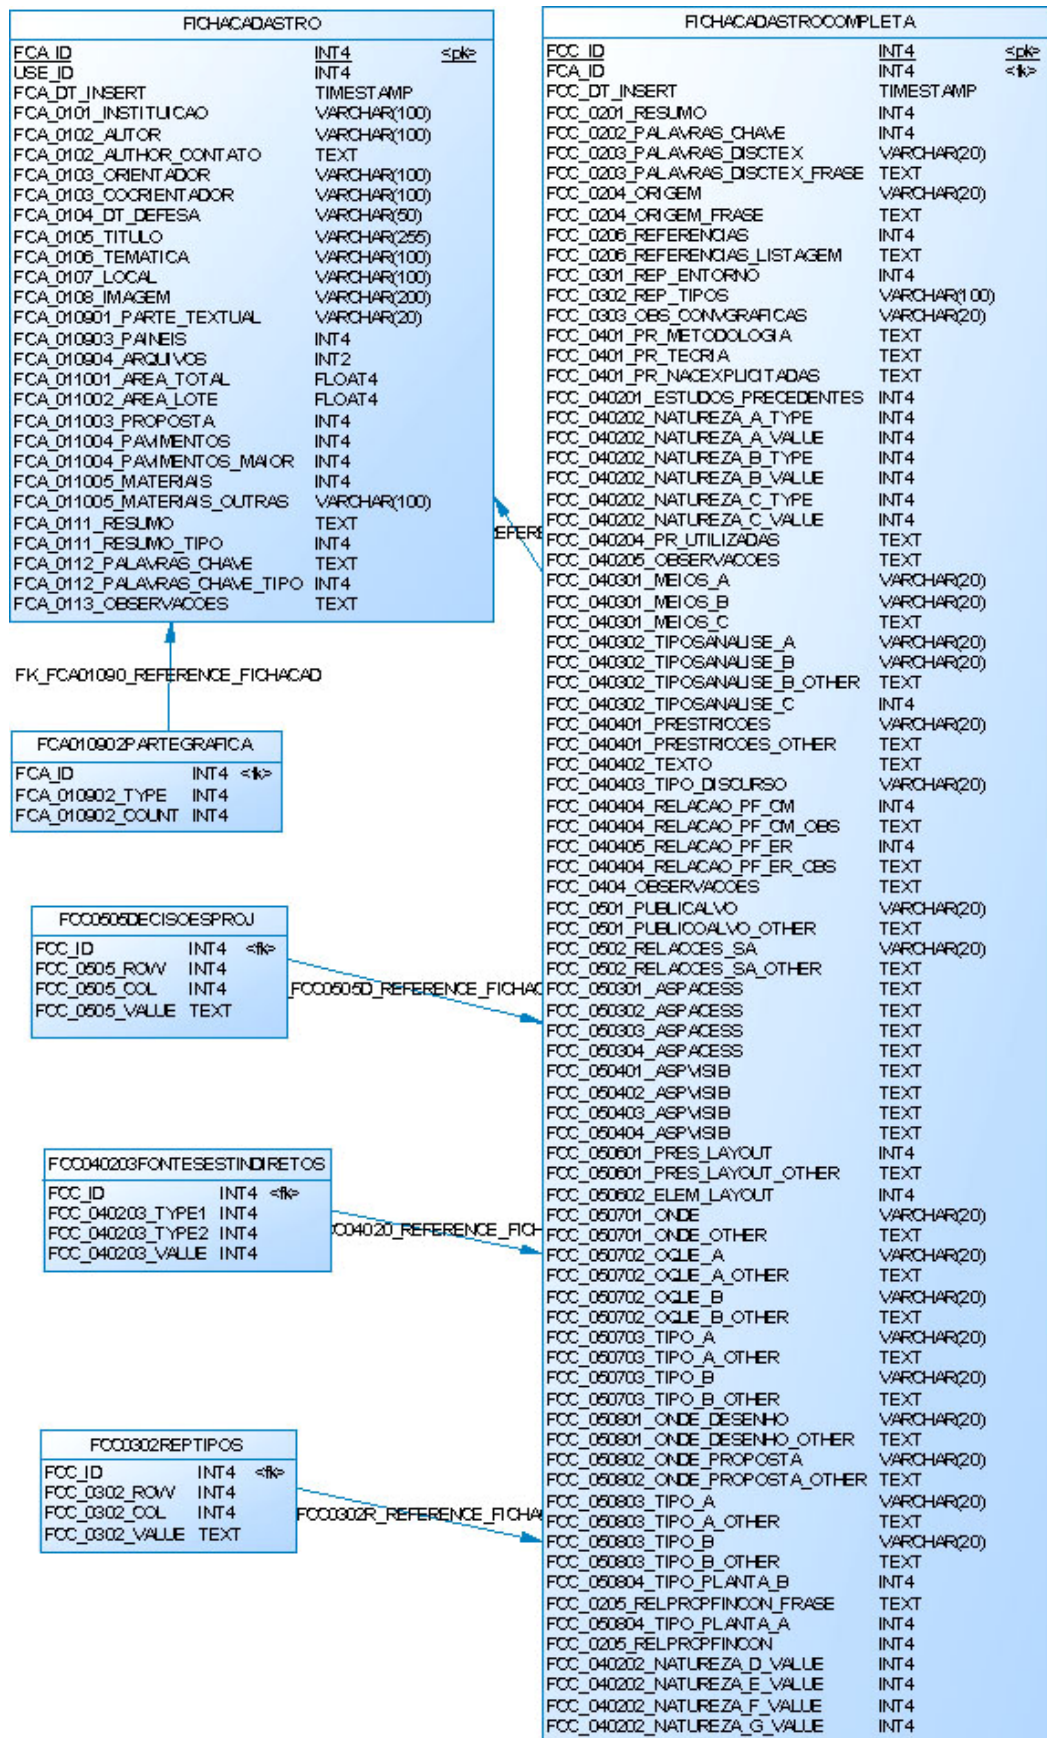 FICHACADASTRO
FCA_ID INT4 <pk>
USE_ID INT4
FCA_DT_INSERT TIMESTAMP
FCA_0101_INSTITUICAO VARCHAR(100)
FCA_0102_AUTOR VARCHAR(100)
FCA_0102_AUTHOR_CONTATO TEXT
FCA_0103_ORIENTADOR VARCHAR(100)
FCA_0103_COORIENTADOR VARCHAR(100)
FCA_0104_DT_DEFESA VARCHAR(50)
FCA_0105_TITULO VARCHAR(255)
FCA_0106_TEMATICA VARCHAR(100)
FCA_0107_LOCAL VARCHAR(100)
FCA_0108_IMAGEM VARCHAR(200)
FCA_010901_PARTE_TEXTUAL VARCHAR(20)
FCA_010903_PAINEIS INT4
FCA_010904_ARQUIVOS INT2
FCA_011001_AREA_TOTAL FLOAT4
FCA_011002_AREA_LOTE FLOAT4
FCA_011003_PROPOSTA INT4
FCA_011004_PAVIMENTOS INT4
FCA_011004_PAVIMENTOS_MAIOR INT4
FCA_011005_MATERIAIS INT4
FCA_011005_MATERIAIS_OUTRAS VARCHAR(100)
FCA_0111_RESUMO TEXT
FCA_0111_RESUMO_TIPO INT4
FCA_0112_PALAVRAS_CHAVE TEXT
FCA_0112_PALAVRAS_CHAVE_TIPO INT4
FCA_0113_OBSERVACOES TEXT
FK_FCA01090_REFERENCE_FICHACAD
FCA010902PARTEGRAFICA
FCA_ID INT4 <fk>
FCA_010902_TYPE INT4
FCA_010902_COUNT INT4
FCC0505DECISOESPROJ
FCC_ID INT4 <fk>
FCC_0505_ROW INT4
FCC_0505_COL INT4
FCC_0505_VALUE TEXT
_FCC0505D_REFERENCE_FICHAC
FCC040203FONTESESTINDIRETOS
FCC_ID INT4 <fk>
FCC_040203_TYPE1 INT4
FCC_040203_TYPE2 INT4
FCC_040203_VALUE INT4
CC04020_REFERENCE_FICH
FCC0302REPTIPOS
FCC_ID INT4 <fk>
FCC_0302_ROW INT4
FCC_0302_COL INT4
FCC_0302_VALUE TEXT
FCC0302R_REFERENCE_FICHA
EFERE
FICHACADASTROCOMPLETA
FCC_ID INT4 <pk>
FCA_ID INT4 <fk>
FCC_DT_INSERT TIMESTAMP
FCC_0201_RESUMO INT4
FCC_0202_PALAVRAS_CHAVE INT4
FCC_0203_PALAVRAS_DISCTEX VARCHAR(20)
FCC_0203_PALAVRAS_DISCTEX_FRASE TEXT
FCC_0204_ORIGEM VARCHAR(20)
FCC_0204_ORIGEM_FRASE TEXT
FCC_0206_REFERENCIAS INT4
FCC_0206_REFERENCIAS_LISTAGEM TEXT
FCC_0301_REP_ENTORNO INT4
FCC_0302_REP_TIPOS VARCHAR(100)
FCC_0303_OBS_CONVGRAFICAS VARCHAR(20)
FCC_0401_PR_METODOLOGIA TEXT
FCC_0401_PR_TEORIA TEXT
FCC_0401_PR_NAOEXPLICITADAS TEXT
FCC_040201_ESTUDOS_PRECEDENTES INT4
FCC_040202_NATUREZA_A_TYPE INT4
FCC_040202_NATUREZA_A_VALUE INT4
FCC_040202_NATUREZA_B_TYPE INT4
FCC_040202_NATUREZA_B_VALUE INT4
FCC_040202_NATUREZA_C_TYPE INT4
FCC_040202_NATUREZA_C_VALUE INT4
FCC_040204_PR_UTILIZADAS TEXT
FCC_040205_OBSERVACOES TEXT
FCC_040301_MEIOS_A VARCHAR(20)
FCC_040301_MEIOS_B VARCHAR(20)
FCC_040301_MEIOS_C TEXT
FCC_040302_TIPOSANALISE_A VARCHAR(20)
FCC_040302_TIPOSANALISE_B VARCHAR(20)
FCC_040302_TIPOSANALISE_B_OTHER TEXT
FCC_040302_TIPOSANALISE_C INT4
FCC_040401_PRESTRICOES VARCHAR(20)
FCC_040401_PRESTRICOES_OTHER TEXT
FCC_040402_TEXTO TEXT
FCC_040403_TIPO_DISCURSO VARCHAR(20)
FCC_040404_RELACAO_PF_CM INT4
FCC_040404_RELACAO_PF_CM_OBS TEXT
FCC_040405_RELACAO_PF_ER INT4
FCC_040404_RELACAO_PF_ER_OBS TEXT
FCC_0404_OBSERVACOES TEXT
FCC_0501_PUBLICALVO VARCHAR(20)
FCC_0501_PUBLICOALVO_OTHER TEXT
FCC_0502_RELACOES_SA VARCHAR(20)
FCC_0502_RELACOES_SA_OTHER TEXT
FCC_050301_ASPACESS TEXT
FCC_050302_ASPACESS TEXT
FCC_050303_ASPACESS TEXT
FCC_050304_ASPACESS TEXT
FCC_050401_ASPVISIB TEXT
FCC_050402_ASPVISIB TEXT
FCC_050403_ASPVISIB TEXT
FCC_050404_ASPVISIB TEXT
FCC_050601_PRES_LAYOUT INT4
FCC_050601_PRES_LAYOUT_OTHER TEXT
FCC_050602_ELEM_LAYOUT INT4
FCC_050701_ONDE VARCHAR(20)
FCC_050701_ONDE_OTHER TEXT
FCC_050702_OQUE_A VARCHAR(20)
FCC_050702_OQUE_A_OTHER TEXT
FCC_050702_OQUE_B VARCHAR(20)
FCC_050702_OQUE_B_OTHER TEXT
FCC_050703_TIPO_A VARCHAR(20)
FCC_050703_TIPO_A_OTHER TEXT
FCC_050703_TIPO_B VARCHAR(20)
FCC_050703_TIPO_B_OTHER TEXT
FCC_050801_ONDE_DESENHO VARCHAR(20)
FCC_050801_ONDE_DESENHO_OTHER TEXT
FCC_050802_ONDE_PROPOSTA VARCHAR(20)
FCC_050802_ONDE_PROPOSTA_OTHER TEXT
FCC_050803_TIPO_A VARCHAR(20)
FCC_050803_TIPO_A_OTHER TEXT
FCC_050803_TIPO_B VARCHAR(20)
FCC_050803_TIPO_B_OTHER TEXT
FCC_050804_TIPO_PLANTA_B INT4
FCC_0205_RELPROPFINCON_FRASE TEXT
FCC_050804_TIPO_PLANTA_A INT4
FCC_0205_RELPROPFINCON INT4
FCC_040202_NATUREZA_D_VALUE INT4
FCC_040202_NATUREZA_E_VALUE INT4
FCC_040202_NATUREZA_F_VALUE INT4
FCC_040202_NATUREZA_G_VALUE INT4